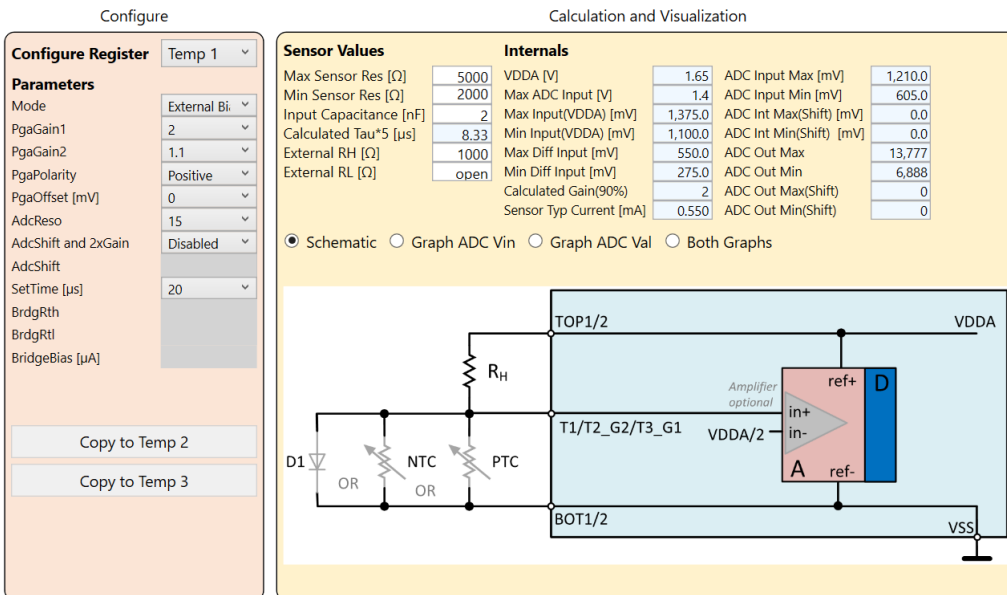 Configure
Calculation and Visualization
Configure Register Temp 1
Parameters
Mode External Bi
PgaGain1 2
PgaGain2 1.1
PgaPolarity Positive
PgaOffset [mV] 0
AdcReso 15
AdcShift and 2xGain Disabled
AdcShift
SetTime [µs] 20
BrdgRth
BrdgRtl
BridgeBias [µA]
Copy to Temp 2
Copy to Temp 3
Sensor Values Internals
Max Sensor Res [Ω] 5000 VDDA [V] 1.65 ADC Input Max [mV] 1,210.0
Min Sensor Res [Ω] 2000 Max ADC Input [V] 1.4 ADC Input Min [mV] 605.0
Input Capacitance [nF] 2 Max Input(VDDA) [mV] 1,375.0 ADC Int Max(Shift) [mV] 0.0
Calculated Tau*5 [µs] 8.33 Min Input(VDDA) [mV] 1,100.0 ADC Int Min(Shift) [mV] 0.0
External RH [Ω] 1000 Max Diff Input [mV] 550.0 ADC Out Max 13,777
External RL [Ω] open Min Diff Input [mV] 275.0 ADC Out Min 6,888
Calculated Gain(90%) 2 ADC Out Max(Shift) 0
Sensor Typ Current [mA] 0.550 ADC Out Min(Shift) 0
Schematic Graph ADC Vin Graph ADC Val Both Graphs
TOP1/2 VDDA
RH
ref+ D
Amplifier
optional
in+
T1/T2_G2/T3_G1
VDDA/2 in-
D1 NTC PTC
A ref-
OR OR
BOT1/2
VSS